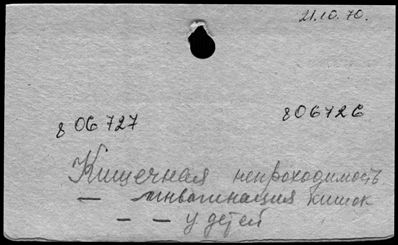 21.10.70.
8 06 727 806726
Кишечная непроходимость
— инвагинация кишок
— — у детей